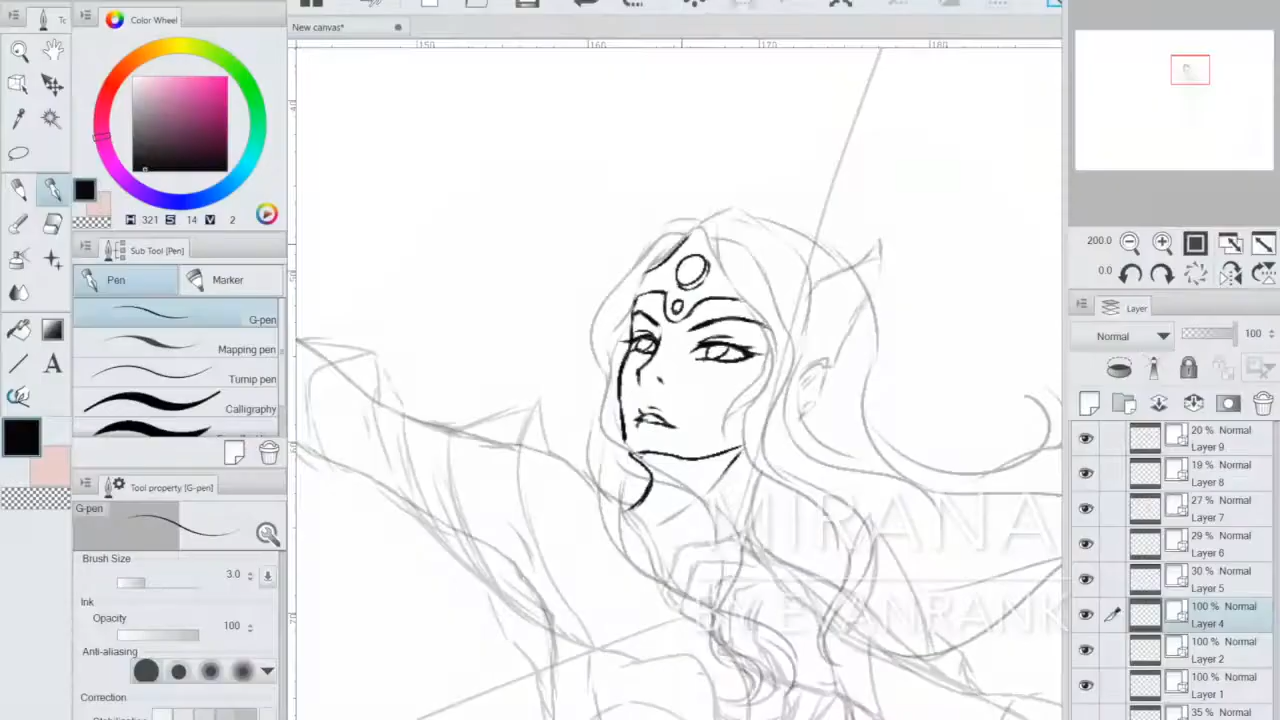 Tc
Color Wheel
New canvas*
150
160
170
180
H 321 S 14 V 2
Sub Tool [Pen]
Pen
Marker
G-pen
Mapping pen
Turnip pen
Calligraphy
Tool property [G-pen]
G-pen
Brush Size
3.0
Ink
Opacity
100
Anti-aliasing
Correction
200.0
0.0
Layer
Normal
100
20 % Normal
Layer 9
19 % Normal
Layer 8
27 % Normal
Layer 7
29 % Normal
Layer 6
30 % Normal
Layer 5
100 % Normal
Layer 4
100 % Normal
Layer 2
100 % Normal
Layer 1
35 % Normal
MIRANA